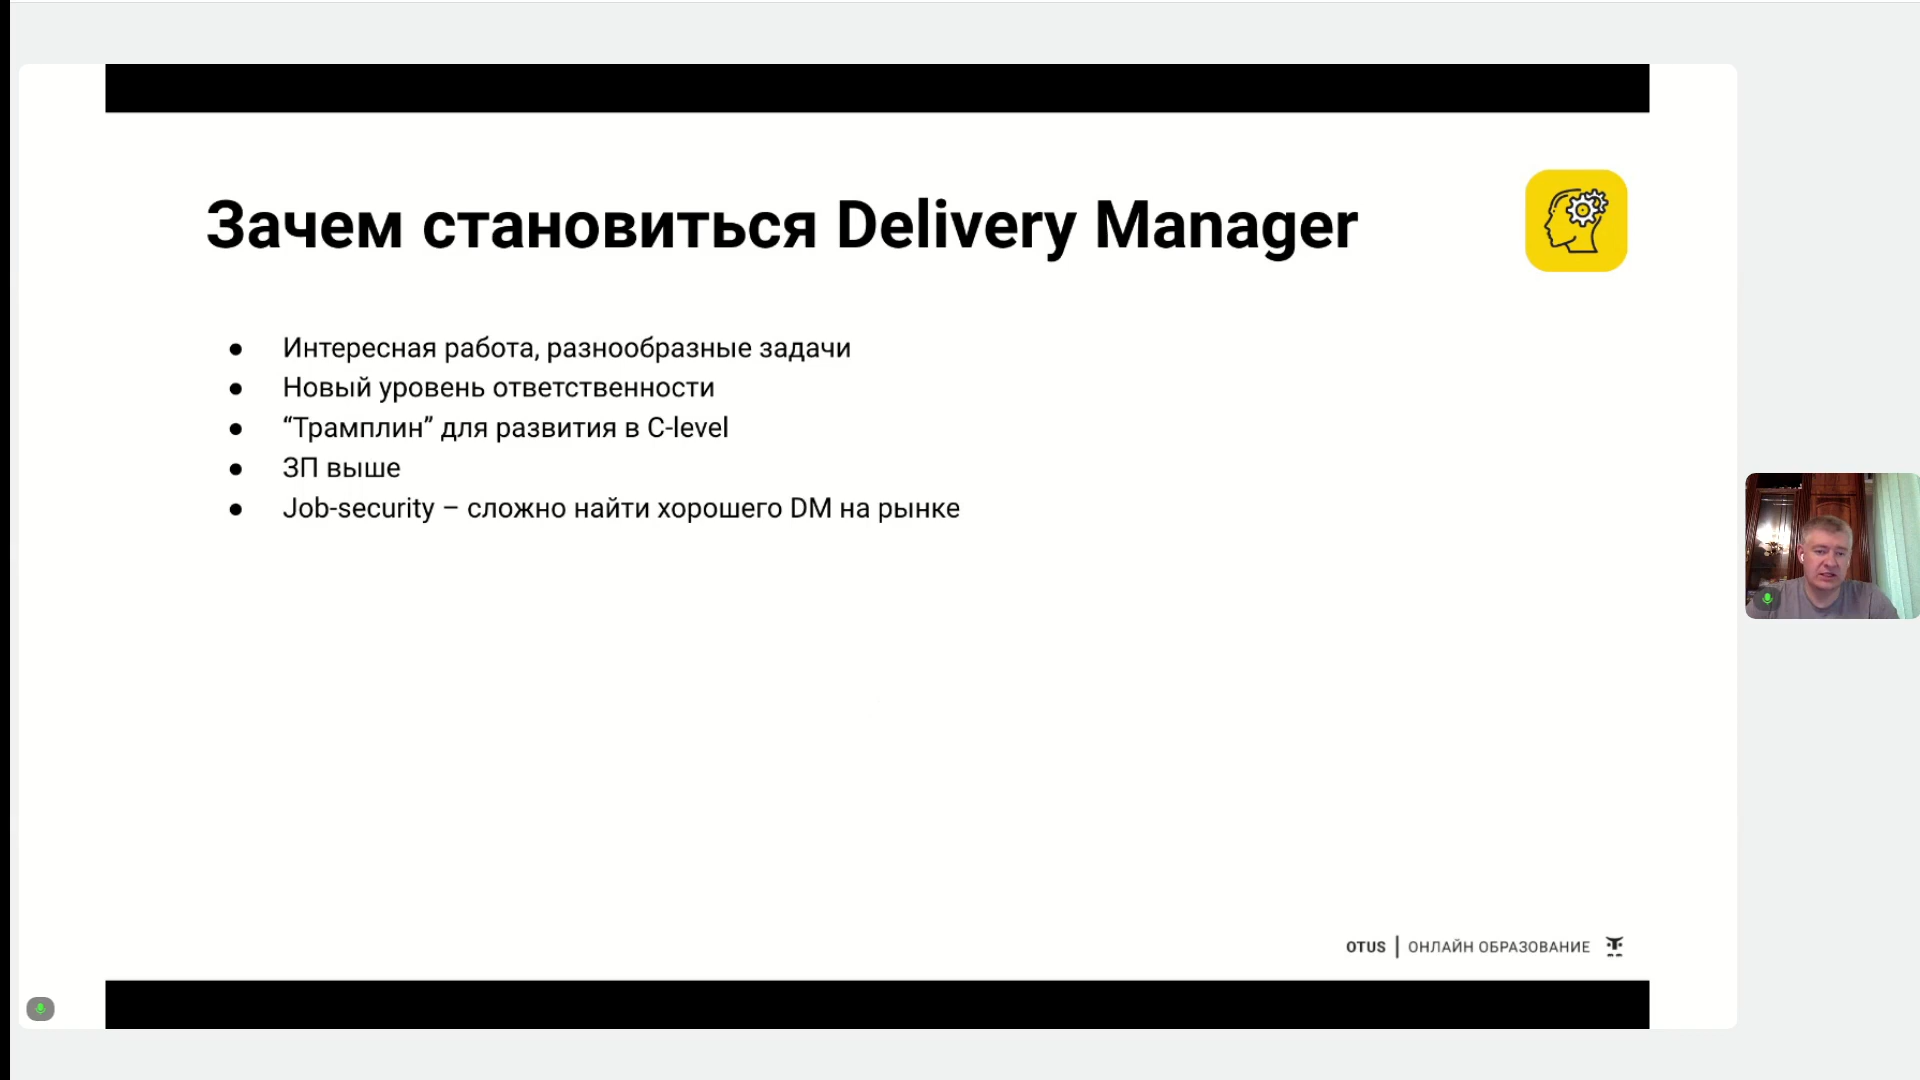 Зачем становиться Delivery Manager
● Интересная работа, разнообразные задачи
● Новый уровень ответственности
● “Трамплин” для развития в C-level
● ЗП выше
● Job-security – сложно найти хорошего DM на рынке
OTUS | ОНЛАЙН ОБРАЗОВАНИЕ